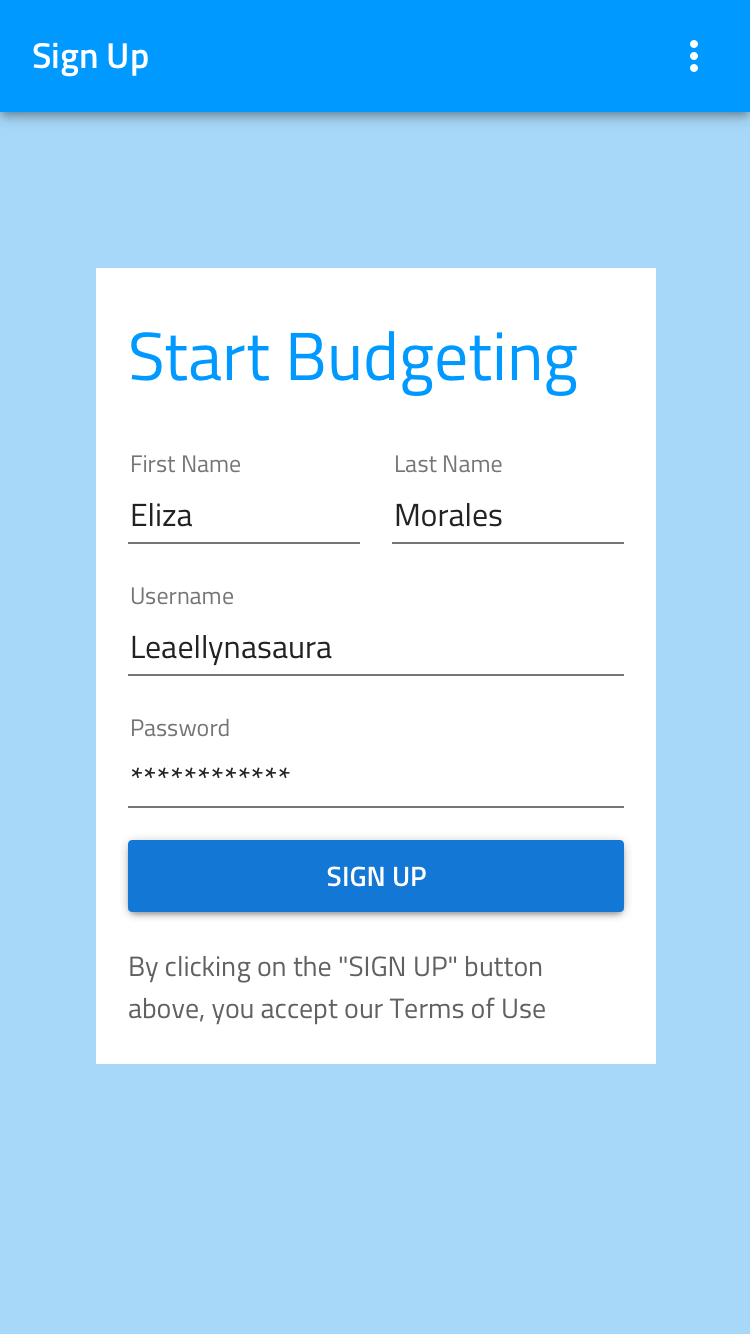 Sign Up
Start Budgeting
First Name
Last Name
Eliza
Morales
Username
Leaellynasaura
Password
************
SIGN UP
By clicking on the "SIGN UP" button
above, you accept our Terms of Use